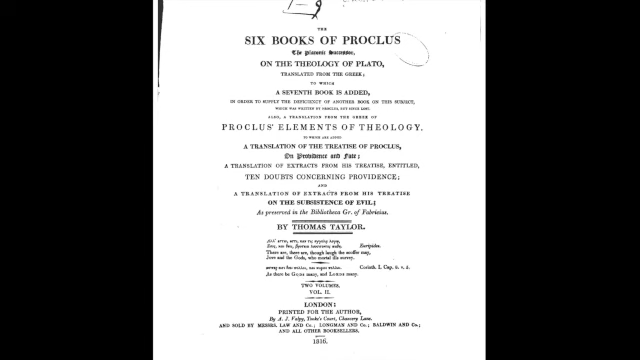 THE
SIX BOOKS OF PROCLUS
The Platonic Successor,
ON THE THEOLOGY OF PLATO,
TRANSLATED FROM THE GREEK;
TO WHICH
A SEVENTH BOOK IS ADDED,
IN ORDER TO SUPPLY THE DEFICIENCY OF ANOTHER BOOK ON THIS SUBJECT,
WHICH WAS WRITTEN BY PROCLUS, BUT SINCE LOST.
ALSO, A TRANSLATION FROM THE GREEK OF
PROCLUS' ELEMENTS OF THEOLOGY.
TO WHICH ARE ADDED
A TRANSLATION OF THE TREATISE OF PROCLUS,
On Providence and Fate;
A TRANSLATION OF EXTRACTS FROM HIS TREATISE, ENTITLED,
TEN DOUBTS CONCERNING PROVIDENCE;
AND
A TRANSLATION OF EXTRACTS FROM HIS TREATISE
ON THE SUBSISTENCE OF EVIL;
As preserved in the Bibliotheca Gr. of Fabricius.
BY THOMAS TAYLOR.
Euripides.
There are, there are, though laugh the scoffer may,
Jove and the Gods, who mortal ills survey.
Corinth. I. Cap. 8. v. 5.
As there be GODS many, and LORDS many.
TWO VOLUMES.
VOL. II.
LONDON:
PRINTED FOR THE AUTHOR,
By A. J. Valpy, Tooke's Court, Chancery Lane.
AND SOLD BY MESSRS. LAW AND Co.; LONGMAN AND Co.; BALDWIN AND Co.;
AND ALL OTHER BOOKSELLERS.
1816.